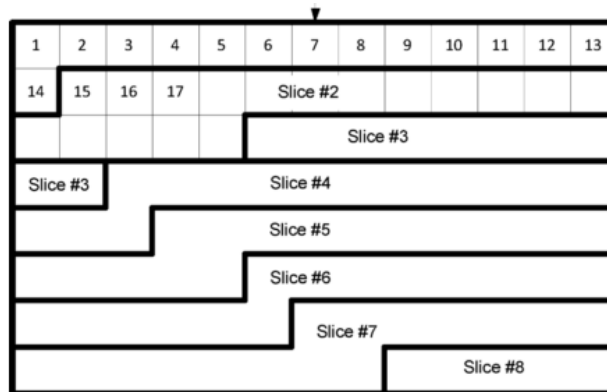 1 2 3 4 5 6 7 8 9 10 11 12 13
14 15 16 17 Slice #2
Slice #3
Slice #3 Slice #4
Slice #5
Slice #6
Slice #7
Slice #8